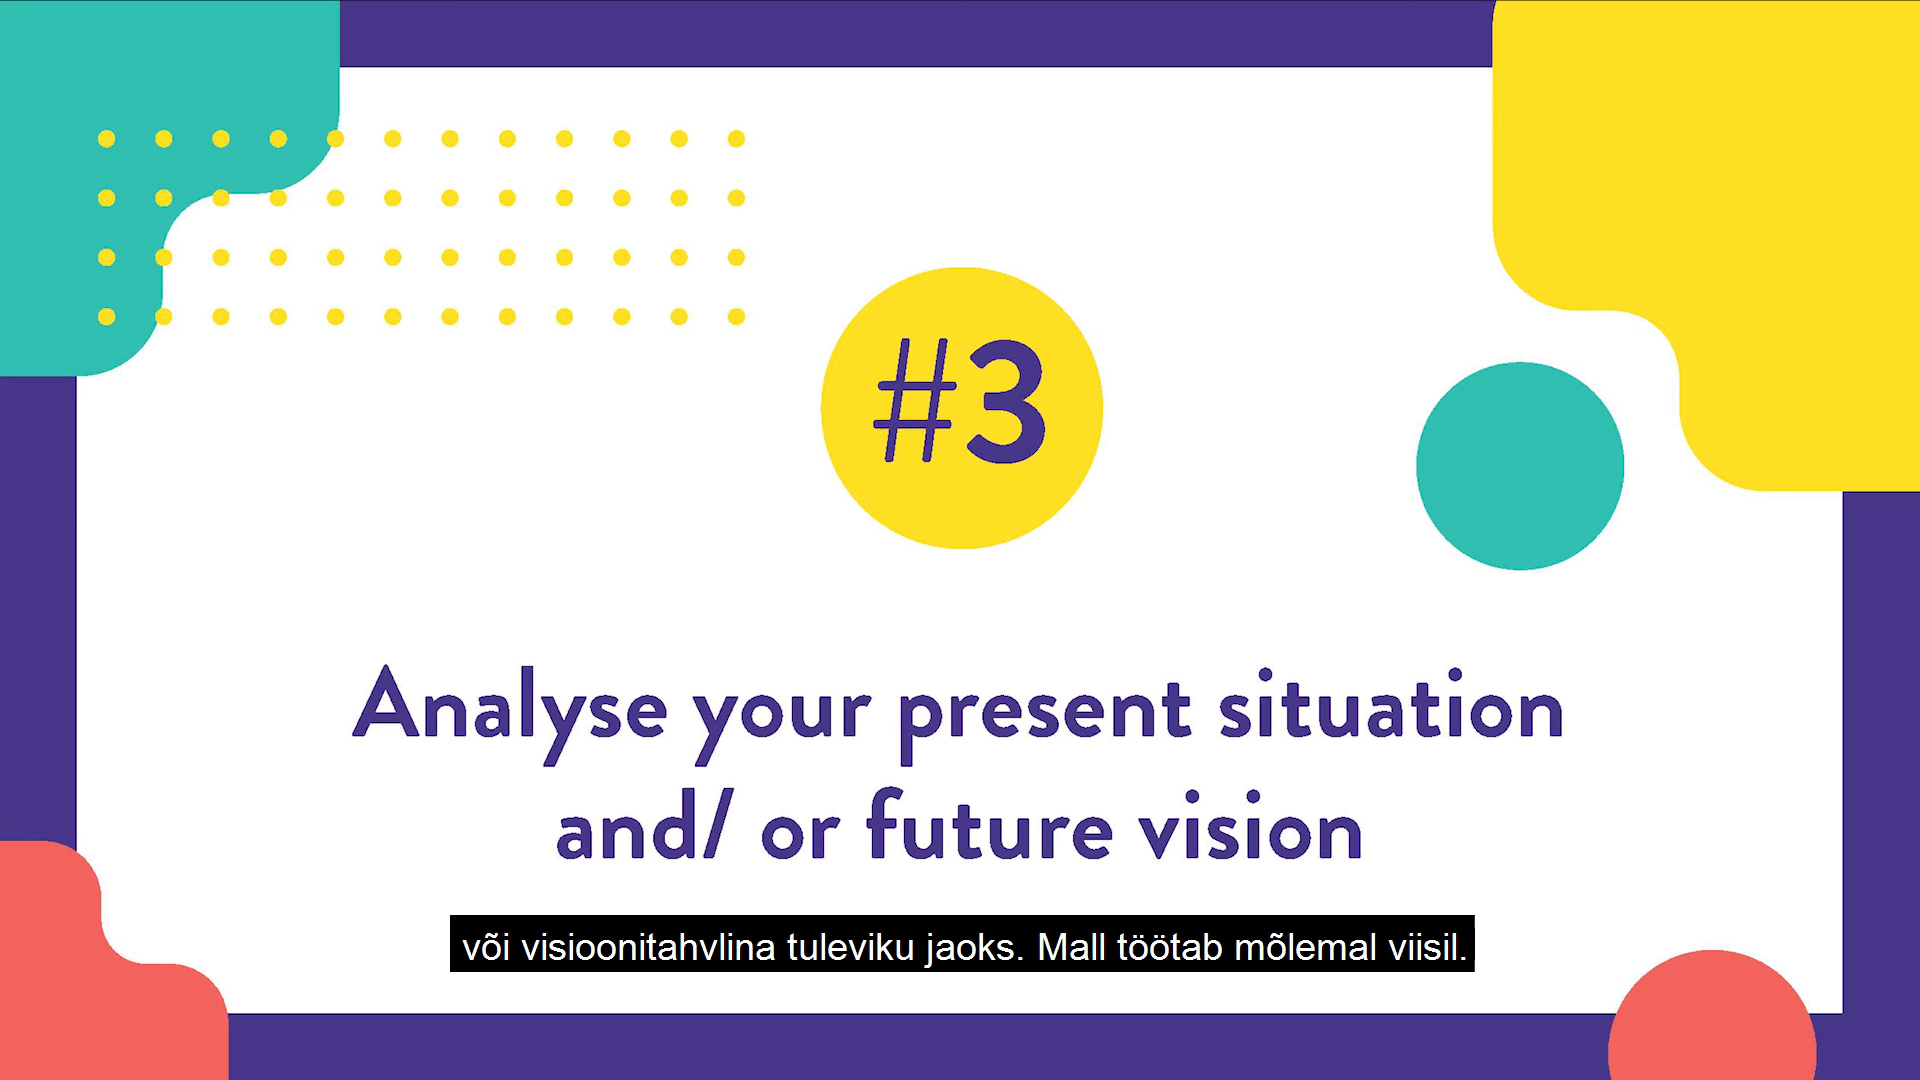 #3
Analyse your present situation
and/ or future vision
või visioonitahvlina tuleviku jaoks. Mall töötab mõlemal viisil.